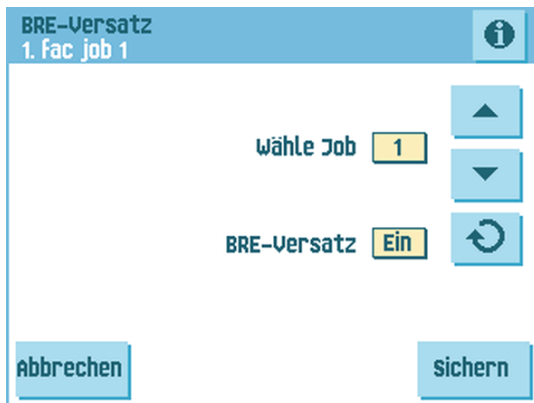 BRE-Versatz
1. Fac job 1
Wähle Job 1
BRE-Versatz Ein
Abbrechen
Sichern